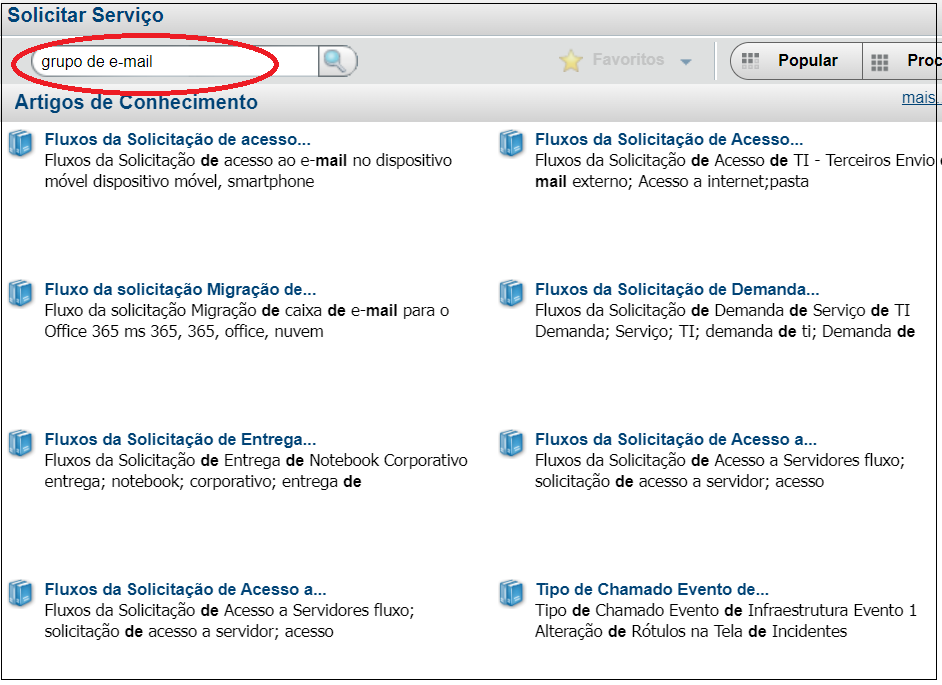 Solicitar Serviço
grupo de e-mail
Favoritos
Popular
Proc
Artigos de Conhecimento
mais.
Fluxos da Solicitação de acesso...
Fluxos da Solicitação de acesso ao e-mail no dispositivo
móvel dispositivo móvel, smartphone
Fluxos da Solicitação de Acesso...
Fluxos da Solicitação de Acesso de TI - Terceiros Envio
mail externo; Acesso a internet;pasta
Fluxo da solicitação Migração de...
Fluxo da solicitação Migração de caixa de e-mail para o
Office 365 ms 365, 365, office, nuvem
Fluxos da Solicitação de Demanda...
Fluxos da Solicitação de Demanda de Serviço de TI
Demanda; Serviço; TI; demanda de ti; Demanda de
Fluxos da Solicitação de Entrega...
Fluxos da Solicitação de Entrega de Notebook Corporativo
entrega; notebook; corporativo; entrega de
Fluxos da Solicitação de Acesso a...
Fluxos da Solicitação de Acesso a Servidores fluxo;
solicitação de acesso a servidor; acesso
Fluxos da Solicitação de Acesso a...
Fluxos da Solicitação de Acesso a Servidores fluxo;
solicitação de acesso a servidor; acesso
Tipo de Chamado Evento de...
Tipo de Chamado Evento de Infraestrutura Evento 1
Alteração de Rótulos na Tela de Incidentes